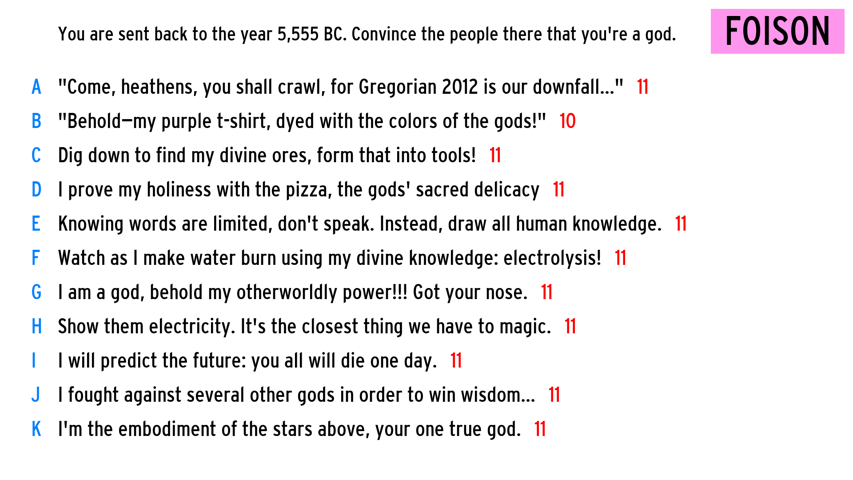 You are sent back to the year 5,555 BC. Convince the people there that you're a god.
FOISON
A "Come, heathens, you shall crawl, for Gregorian 2012 is our downfall..." 11
B "Behold—my purple t-shirt, dyed with the colors of the gods!" 10
C Dig down to find my divine ores, form that into tools! 11
D I prove my holiness with the pizza, the gods' sacred delicacy 11
E Knowing words are limited, don't speak. Instead, draw all human knowledge. 11
F Watch as I make water burn using my divine knowledge: electrolysis! 11
G I am a god, behold my otherworldly power!!! Got your nose. 11
H Show them electricity. It's the closest thing we have to magic. 11
I I will predict the future: you all will die one day. 11
J I fought against several other gods in order to win wisdom... 11
K I'm the embodiment of the stars above, your one true god. 11